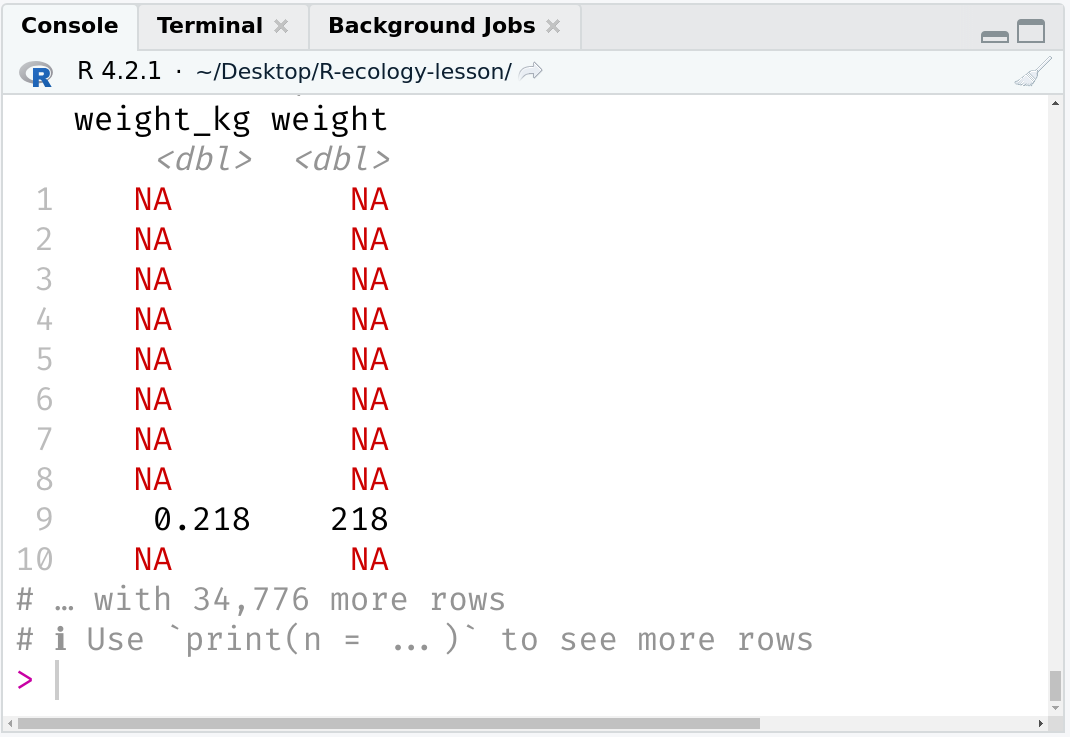 Console Terminal × Background Jobs ×
R R 4.2.1 · ~/Desktop/R-ecology-lesson/
weight_kg weight
<dbl> <dbl>
1 NA NA
2 NA NA
3 NA NA
4 NA NA
5 NA NA
6 NA NA
7 NA NA
8 NA NA
9 0.218 218
10 NA NA
# … with 34,776 more rows
# ℹ Use `print(n = ...)` to see more rows
>